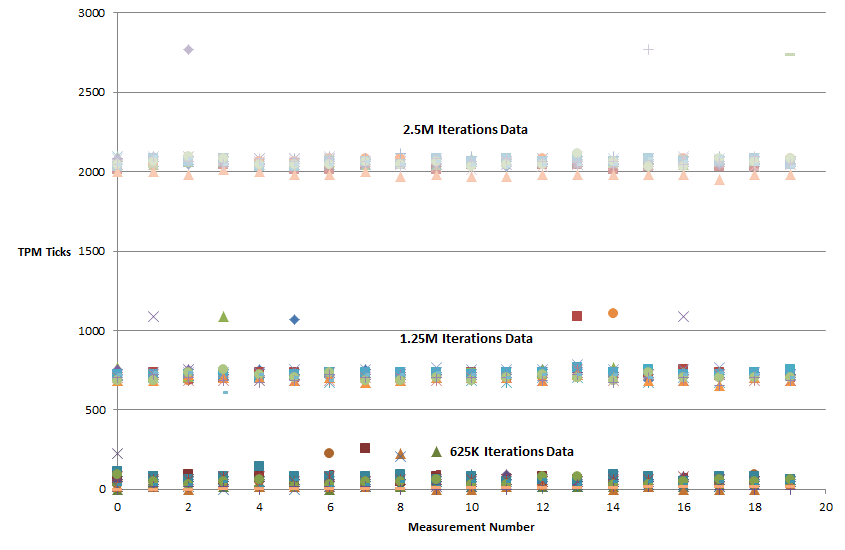 3000
2500
2.5M Iterations Data
2000
TPM Ticks
1500
1000
1.25M Iterations Data
500
625K Iterations Data
0
0 2 4 6 8 10 12 14 16 18 20
Measurement Number